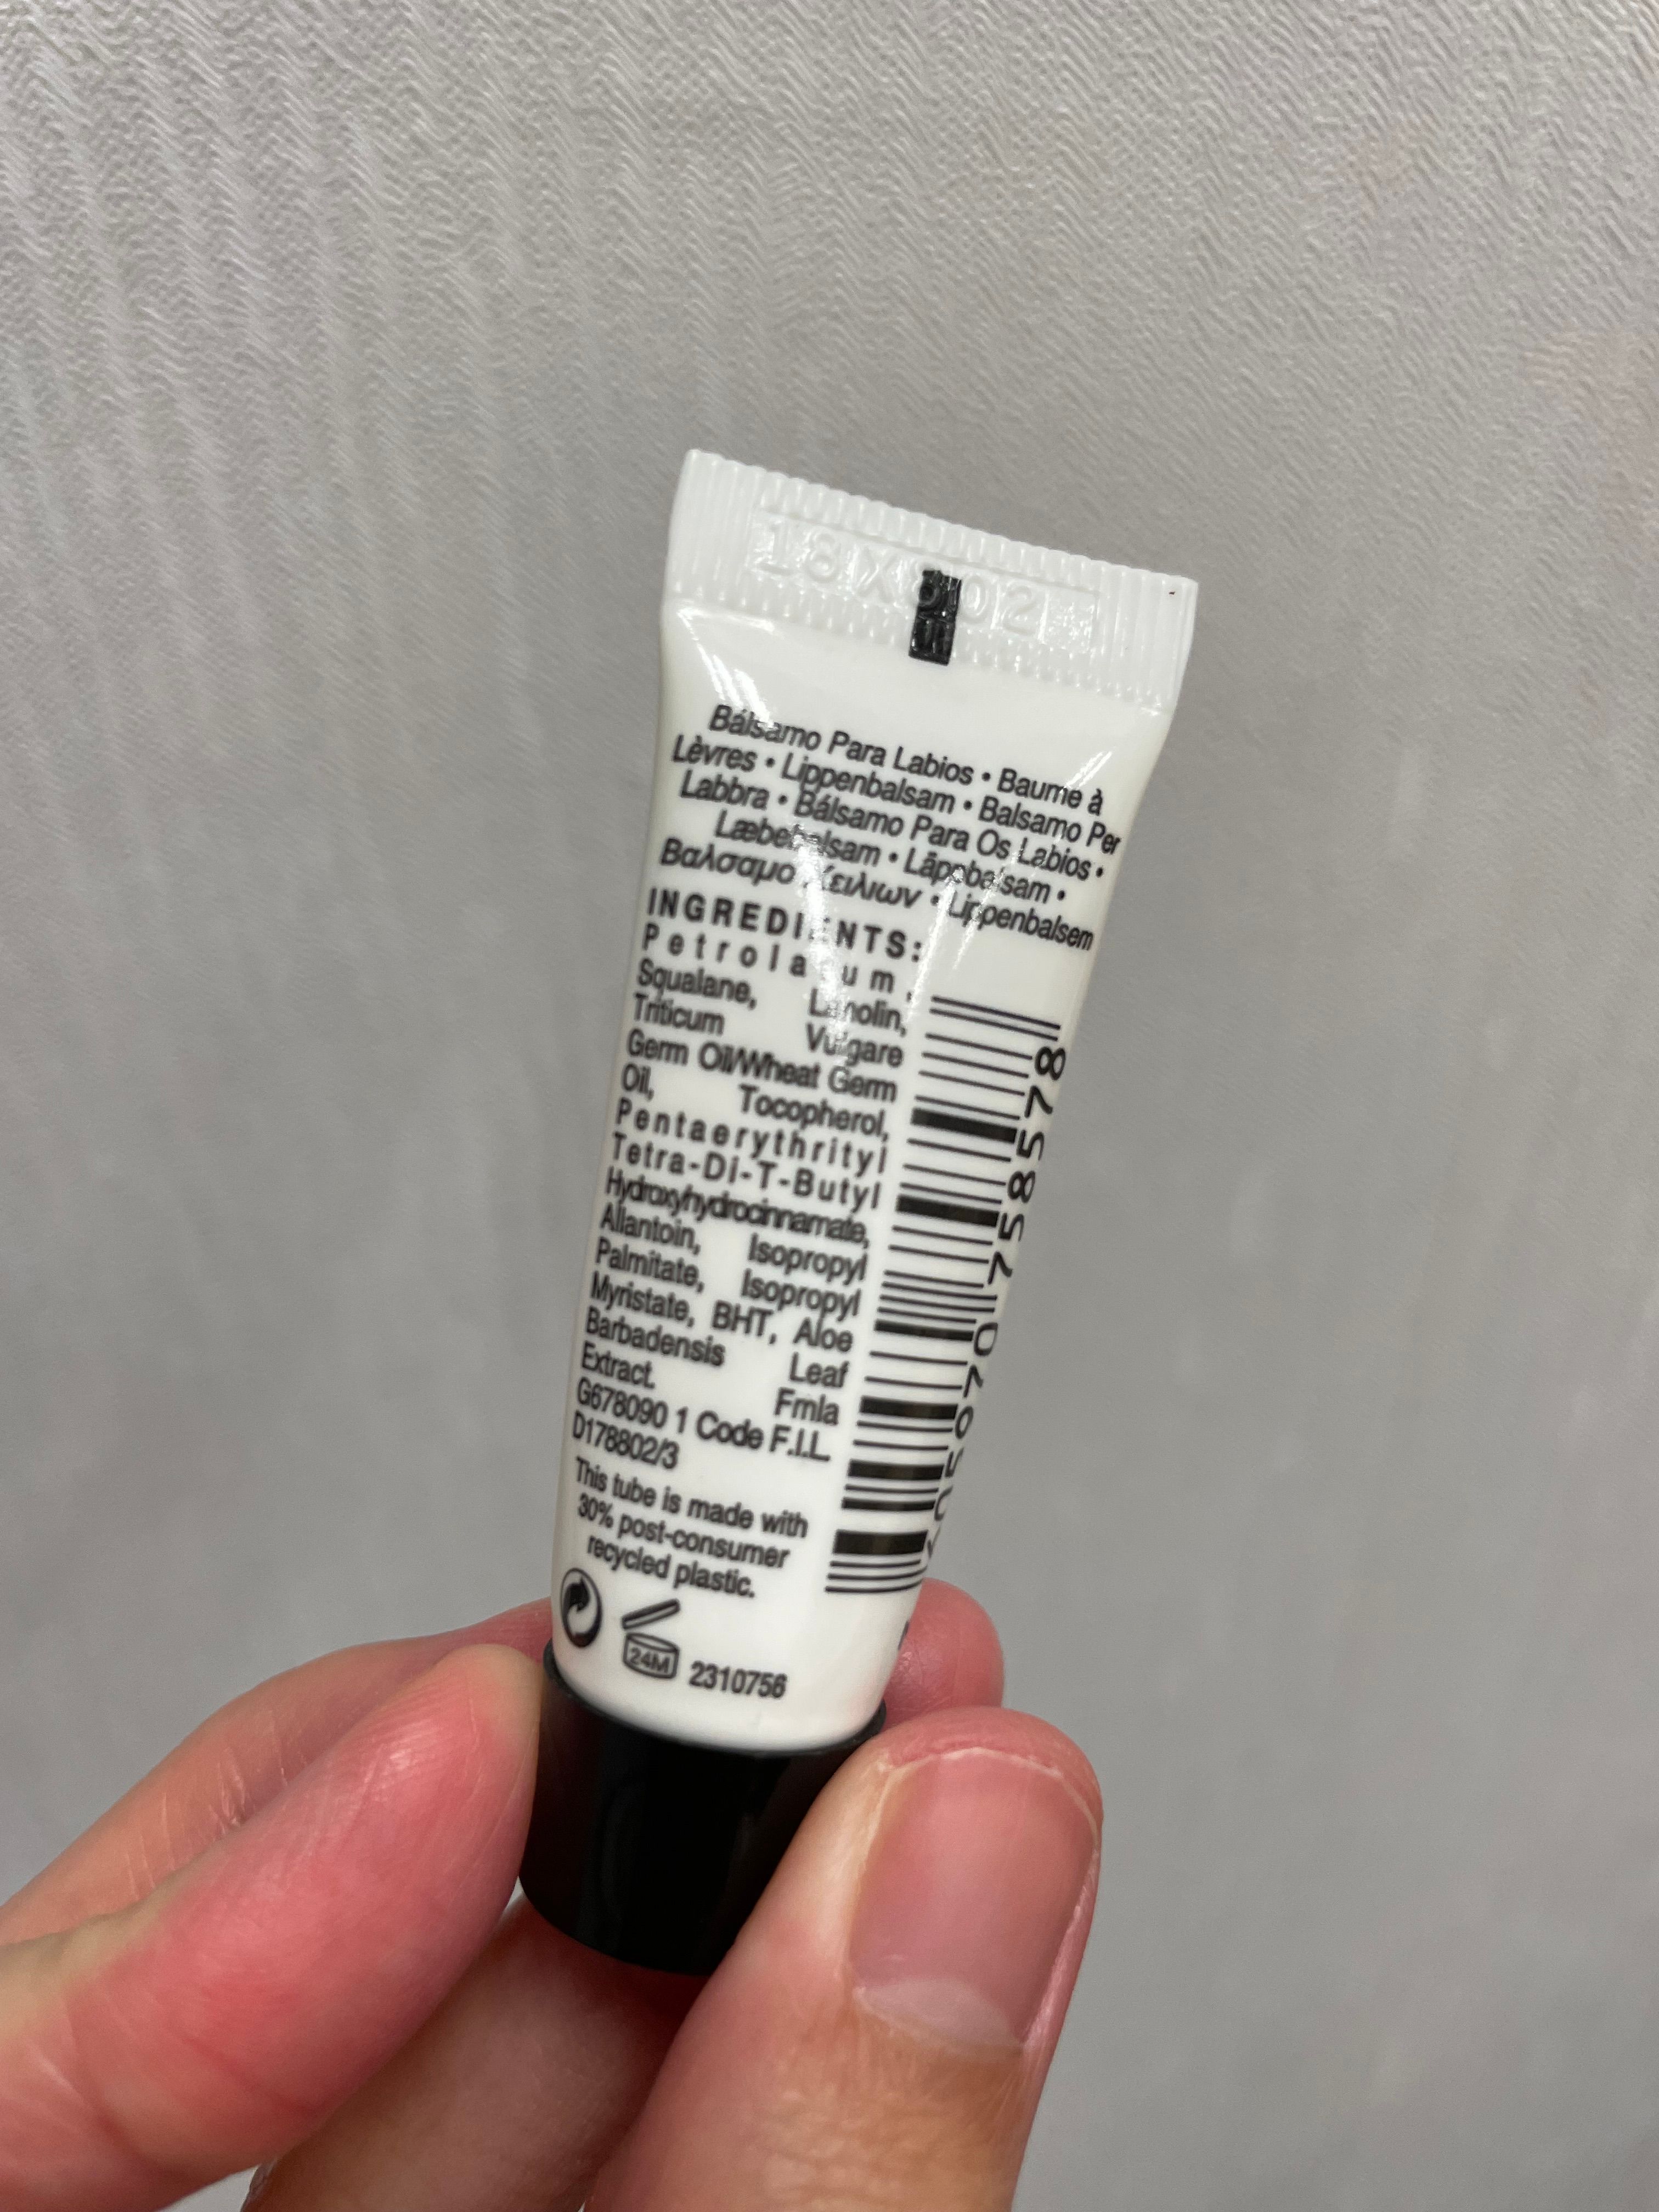 18X802
Bálsamo Para Labios • Baume à
Lèvres • Lippenbalsam • Balsamo Per
Labbra • Bálsamo Para Os Labios •
Læbebalsam • Läppbalsam •
Βαλσαμο Χειλιων • Lippenbalsem
INGREDIENTS:
Petrolatum,
Squalane, Lanolin,
Triticum Vulgare
Germ Oil/Wheat Germ
Oil, Tocopherol,
Pentaerythrityl
Tetra-Di-T-Butyl
Hydroxyhydrocinnamate,
Allantoin, Isopropyl
Palmitate, Isopropyl
Myristate, BHT, Aloe
Barbadensis Leaf
Extract. Fmla
G678090 1 Code F.I.L.
D178802/3
This tube is made with
30% post-consumer
recycled plastic.
24M 2310756
758578